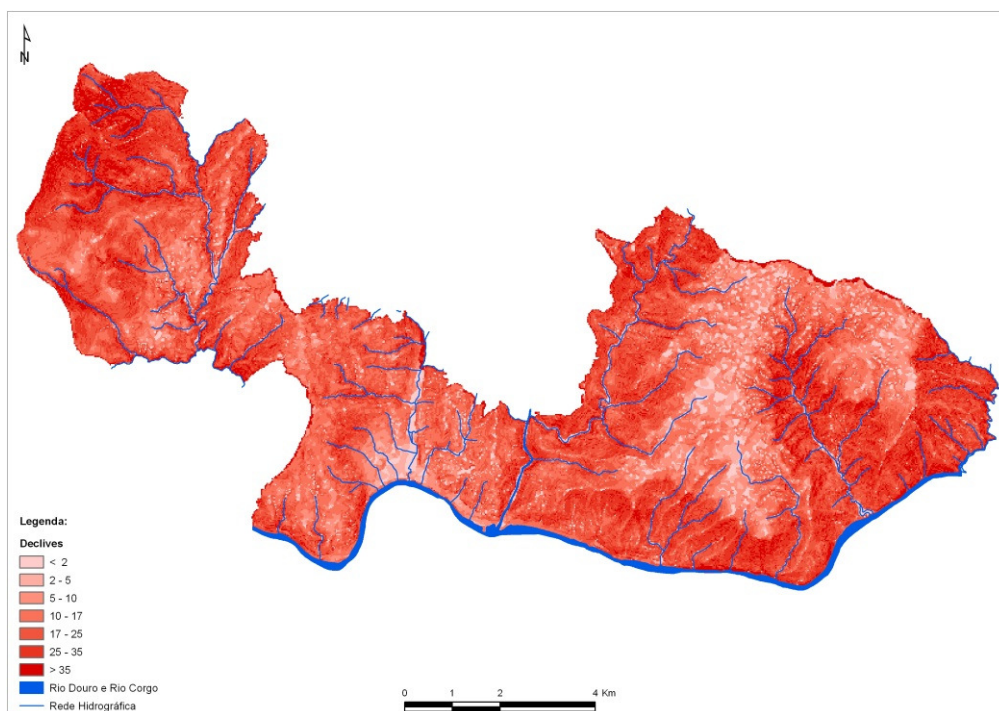 N
Legenda:
Declives
< 2
2 - 5
5 - 10
10 - 17
17 - 25
25 - 35
> 35
Rio Douro e Rio Corgo
Rede Hidrográfica
0 1 2 4 Km